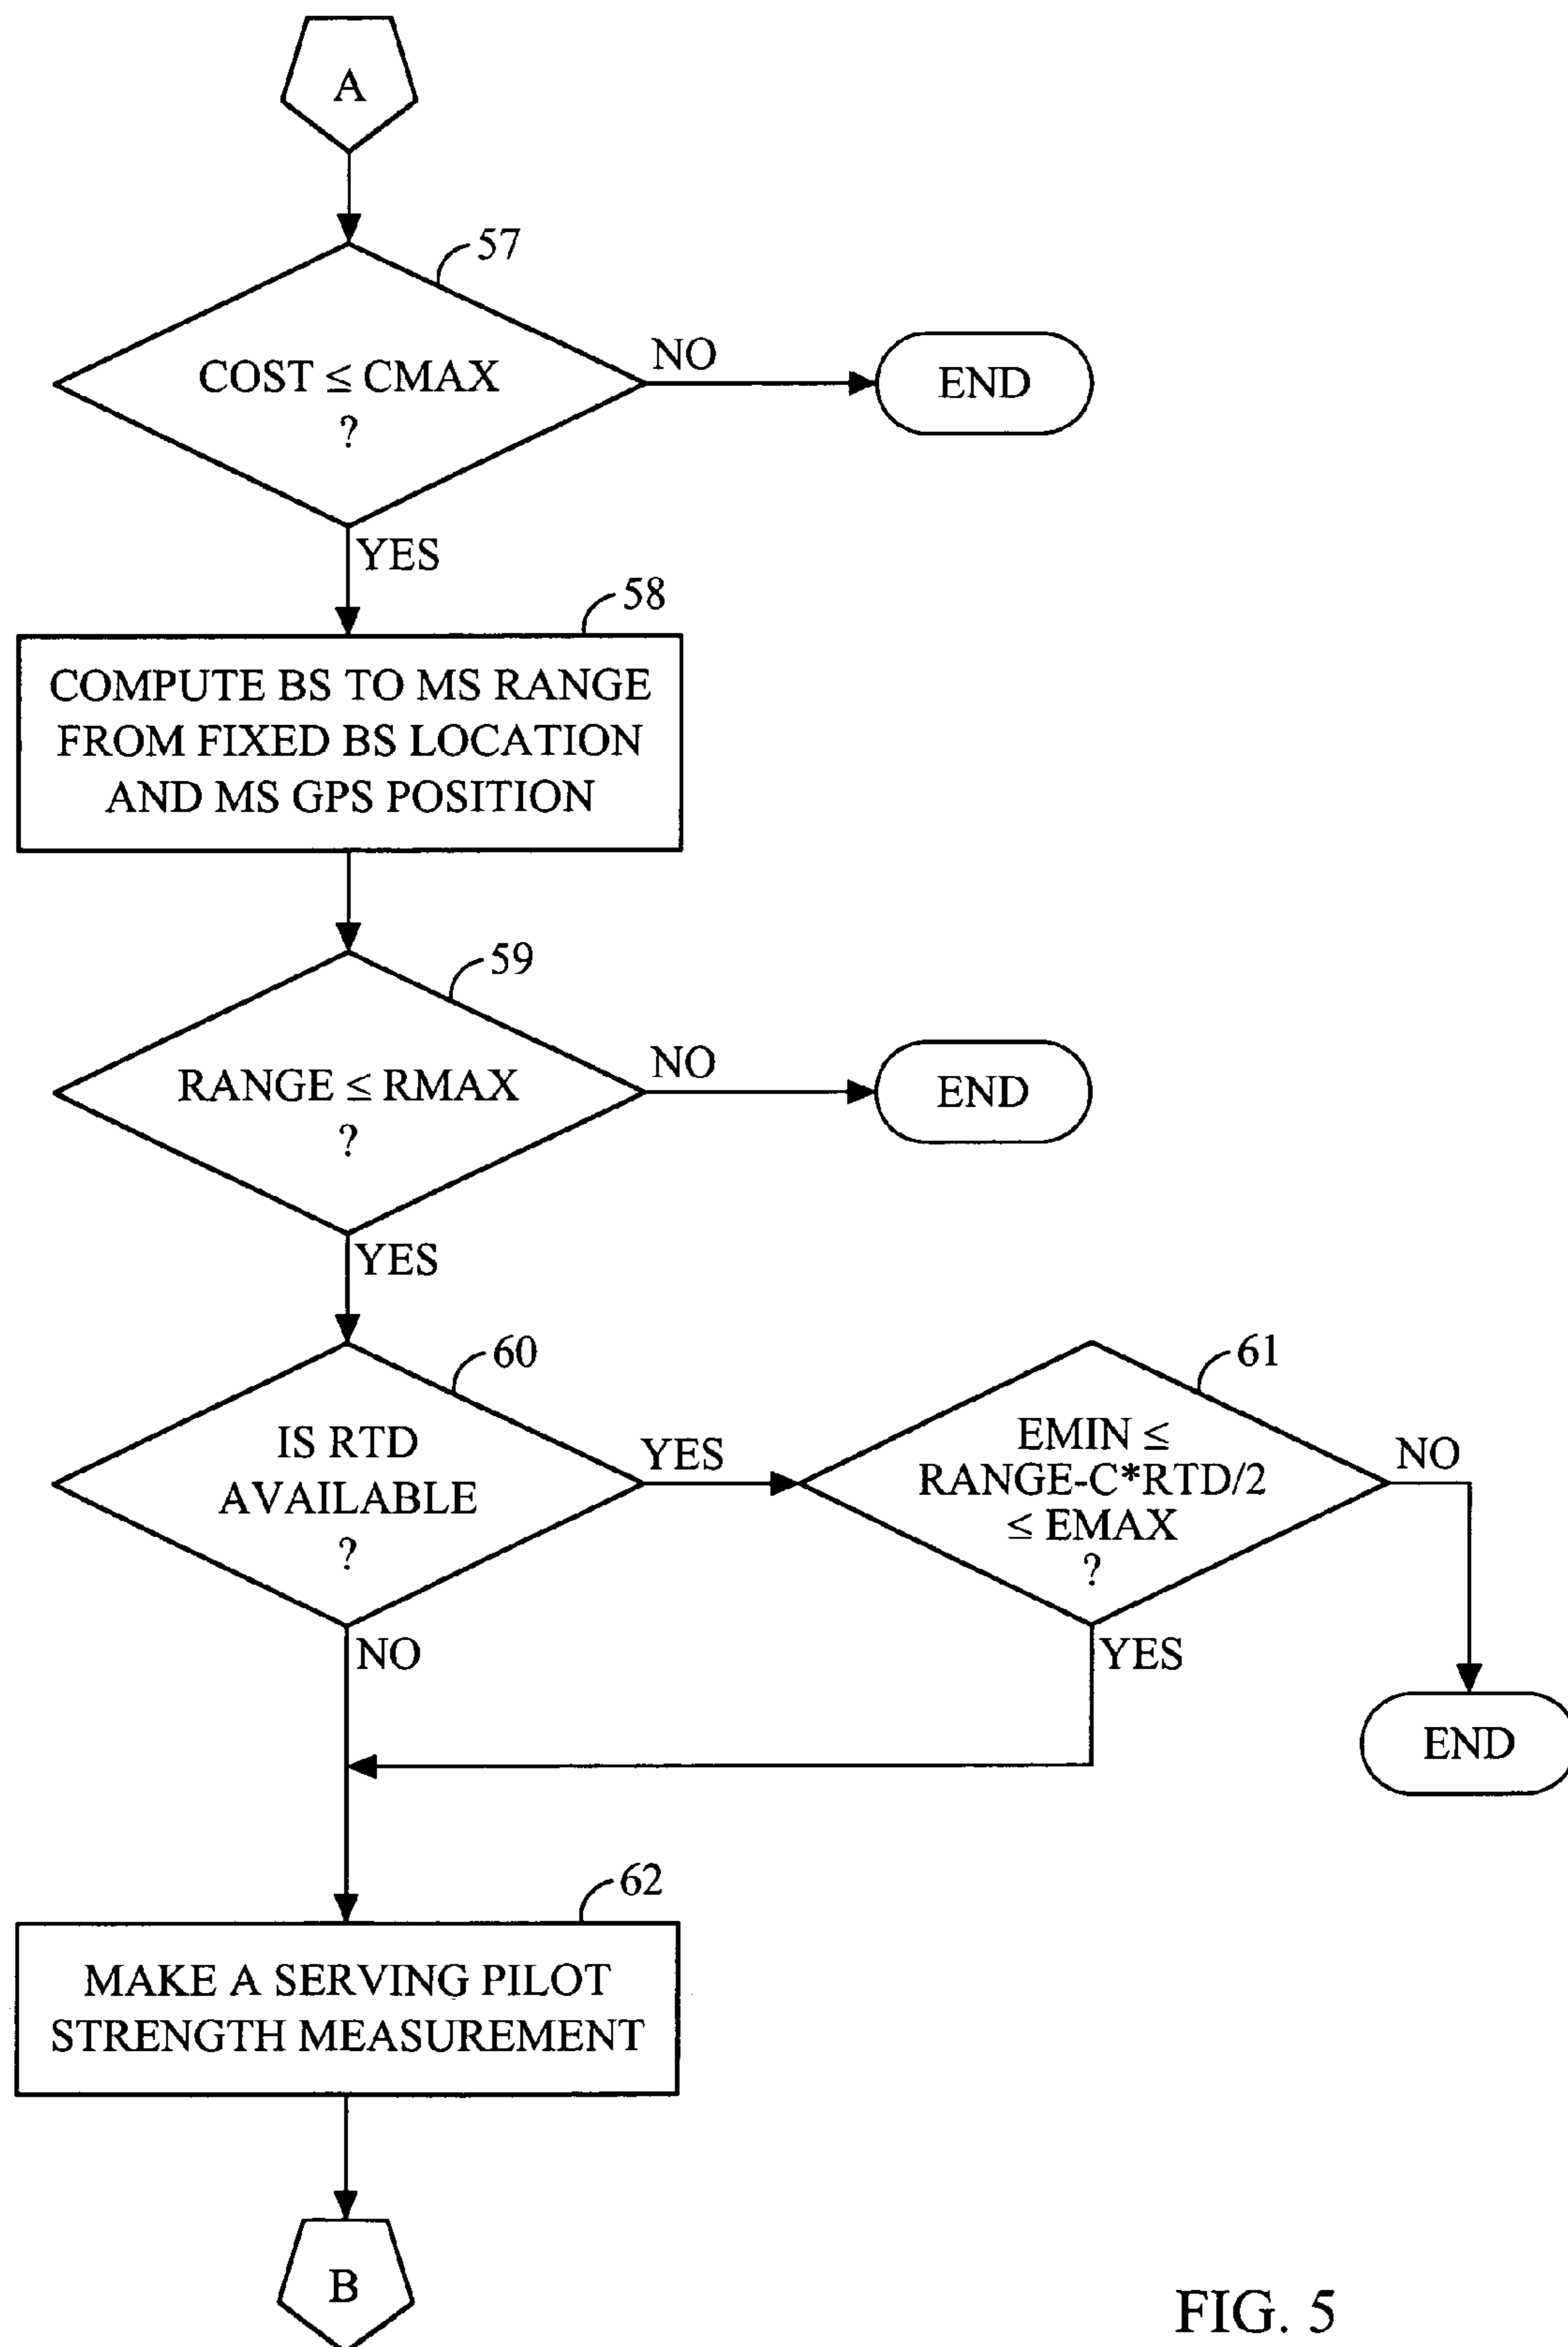 A
57
COST ≤ CMAX
?
NO
END
YES
58
COMPUTE BS TO MS RANGE
FROM FIXED BS LOCATION
AND MS GPS POSITION
59
RANGE ≤ RMAX
?
NO
END
YES
60
IS RTD
AVAILABLE
?
YES
61
EMIN ≤
RANGE-C*RTD/2
≤ EMAX
?
NO
END
YES
NO
62
MAKE A SERVING PILOT
STRENGTH MEASUREMENT
B
FIG. 5